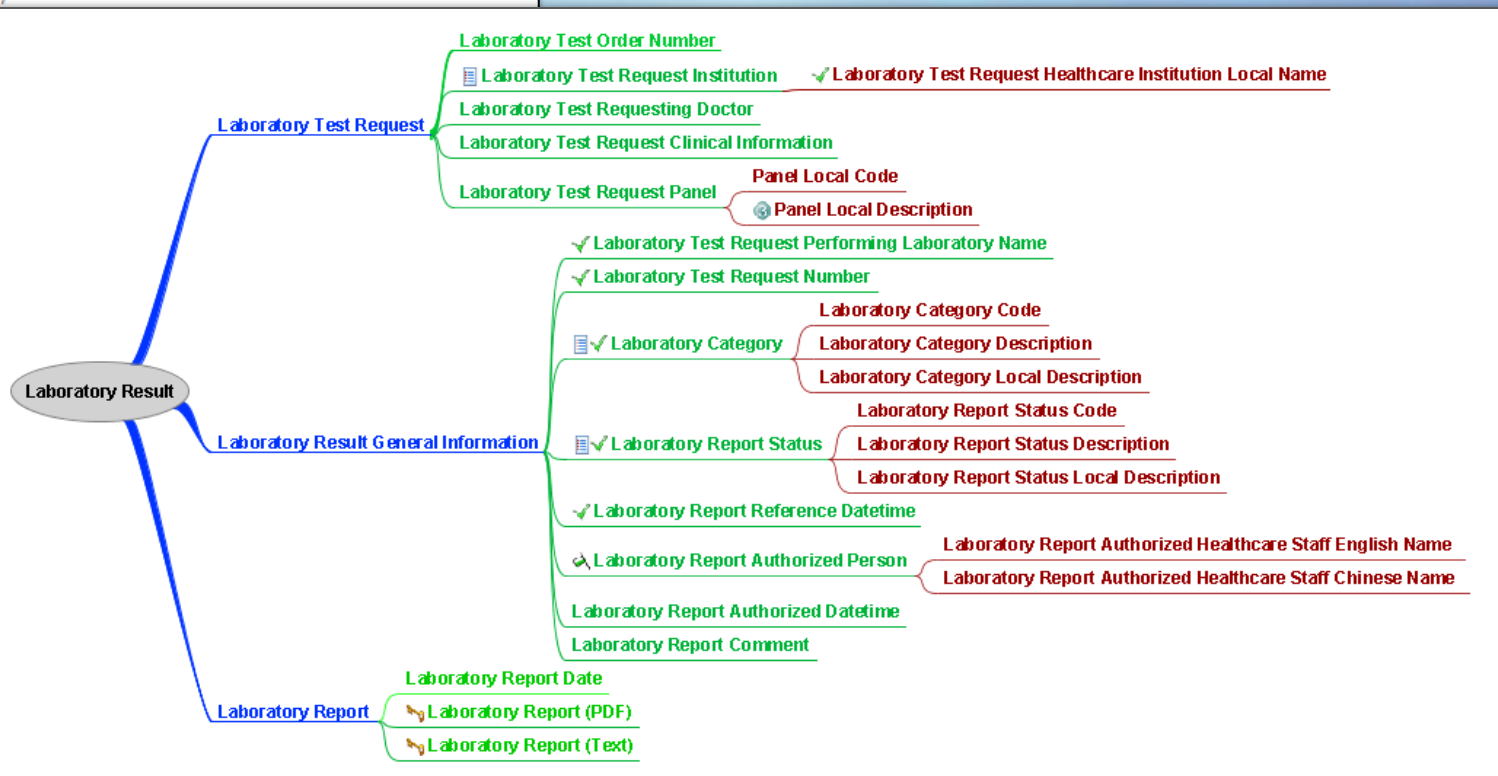 Laboratory Test Order Number
Laboratory Test Request Institution
Laboratory Test Request Healthcare Institution Local Name
Laboratory Test Requesting Doctor
Laboratory Test Request
Laboratory Test Request Clinical Information
Panel Local Code
Laboratory Test Request Panel
Panel Local Description
Laboratory Test Request Performing Laboratory Name
Laboratory Test Request Number
Laboratory Category Code
Laboratory Category
Laboratory Category Description
Laboratory Category Local Description
Laboratory Result
Laboratory Report Status Code
Laboratory Result General Information
Laboratory Report Status
Laboratory Report Status Description
Laboratory Report Status Local Description
Laboratory Report Reference Datetime
Laboratory Report Authorized Healthcare Staff English Name
Laboratory Report Authorized Person
Laboratory Report Authorized Healthcare Staff Chinese Name
Laboratory Report Authorized Datetime
Laboratory Report Comment
Laboratory Report Date
Laboratory Report
Laboratory Report (PDF)
Laboratory Report (Text)